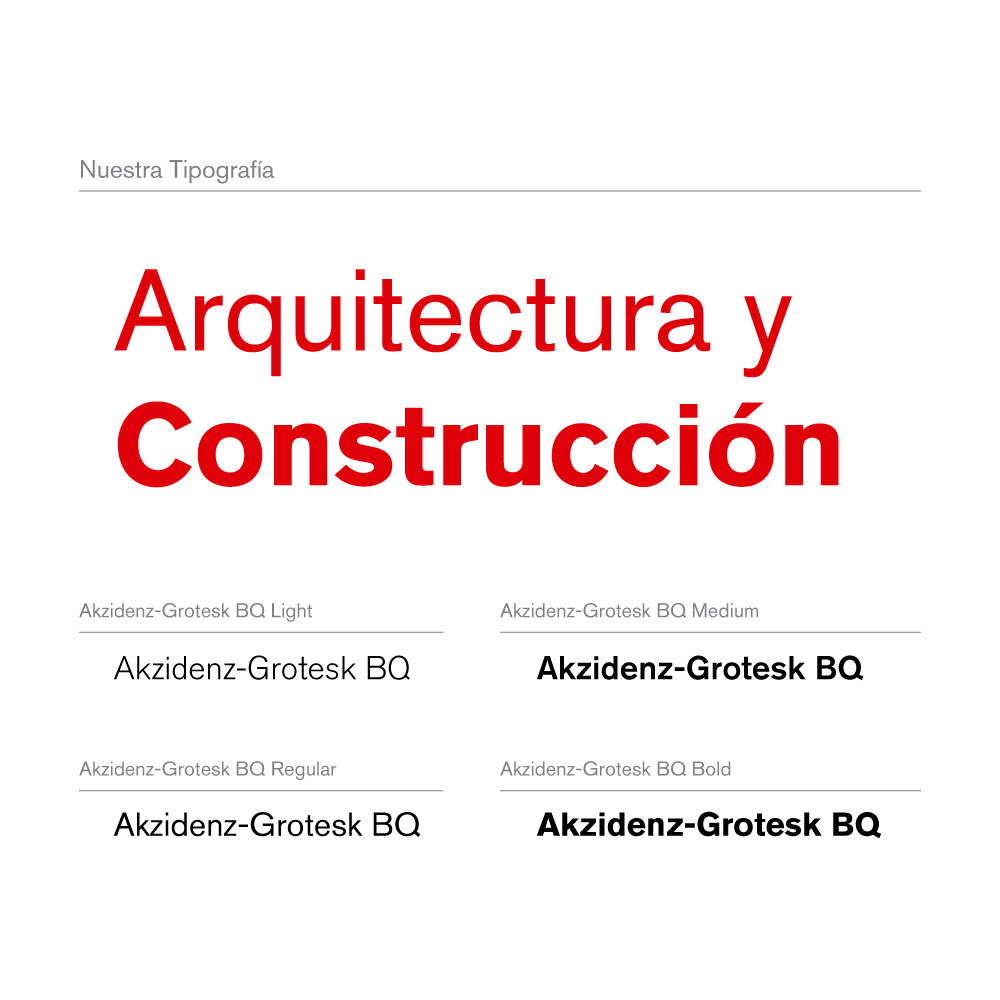 Nuestra Tipografía
Arquitectura y
Construcción
Akzidenz-Grotesk BQ Light
Akzidenz-Grotesk BQ
Akzidenz-Grotesk BQ Medium
Akzidenz-Grotesk BQ
Akzidenz-Grotesk BQ Regular
Akzidenz-Grotesk BQ
Akzidenz-Grotesk BQ Bold
Akzidenz-Grotesk BQ